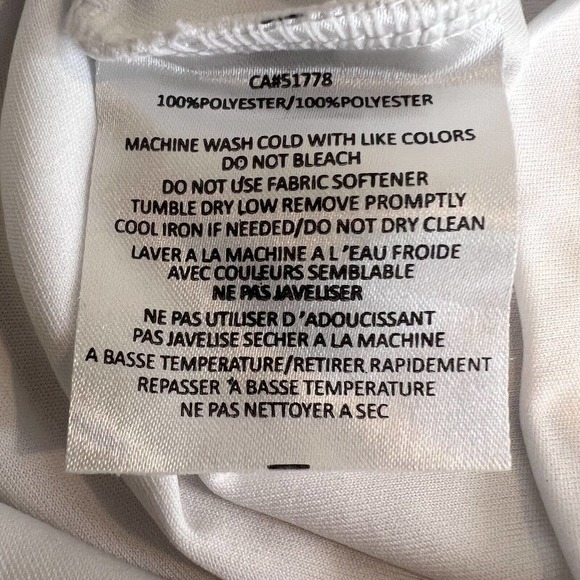 CA#51778
100%POLYESTER/100%POLYESTER
MACHINE WASH COLD WITH LIKE COLORS
DO NOT BLEACH
DO NOT USE FABRIC SOFTENER
TUMBLE DRY LOW REMOVE PROMPTLY
COOL IRON IF NEEDED/DO NOT DRY CLEAN
LAVER A LA MACHINE A L 'EAU FROIDE
AVEC COULEURS SEMBLABLE
NE PAS JAVELISER
NE PAS UTILISER D 'ADOUCISSANT
PAS JAVELISE SECHER A LA MACHINE
A BASSE TEMPERATURE/RETIRER RAPIDEMENT
REPASSER 'A BASSE TEMPERATURE
NE PAS NETTOYER A SEC